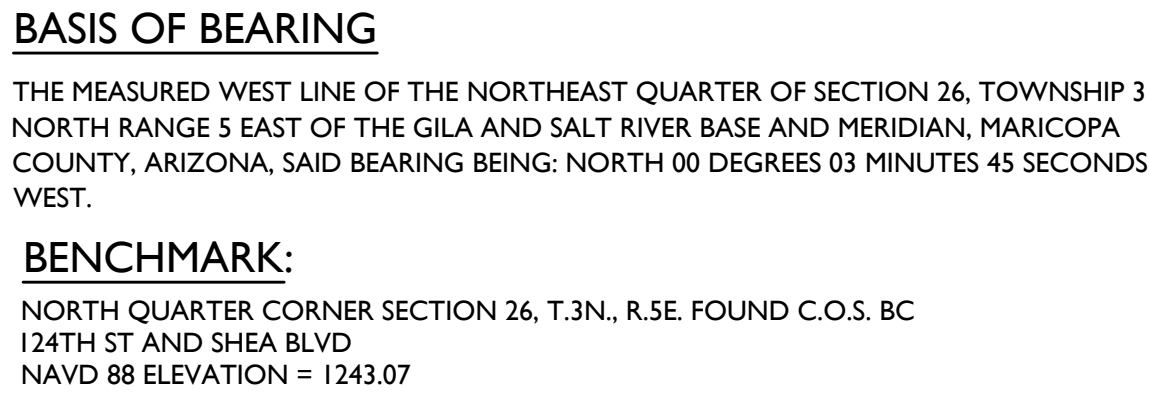 BASIS OF BEARING
THE MEASURED WEST LINE OF THE NORTHEAST QUARTER OF SECTION 26, TOWNSHIP 3
NORTH RANGE 5 EAST OF THE GILA AND SALT RIVER BASE AND MERIDIAN, MARICOPA
COUNTY, ARIZONA, SAID BEARING BEING: NORTH 00 DEGREES 03 MINUTES 45 SECONDS
WEST.
BENCHMARK:
NORTH QUARTER CORNER SECTION 26, T.3N., R.5E. FOUND C.O.S. BC
124TH ST AND SHEA BLVD
NAVD 88 ELEVATION = 1243.07